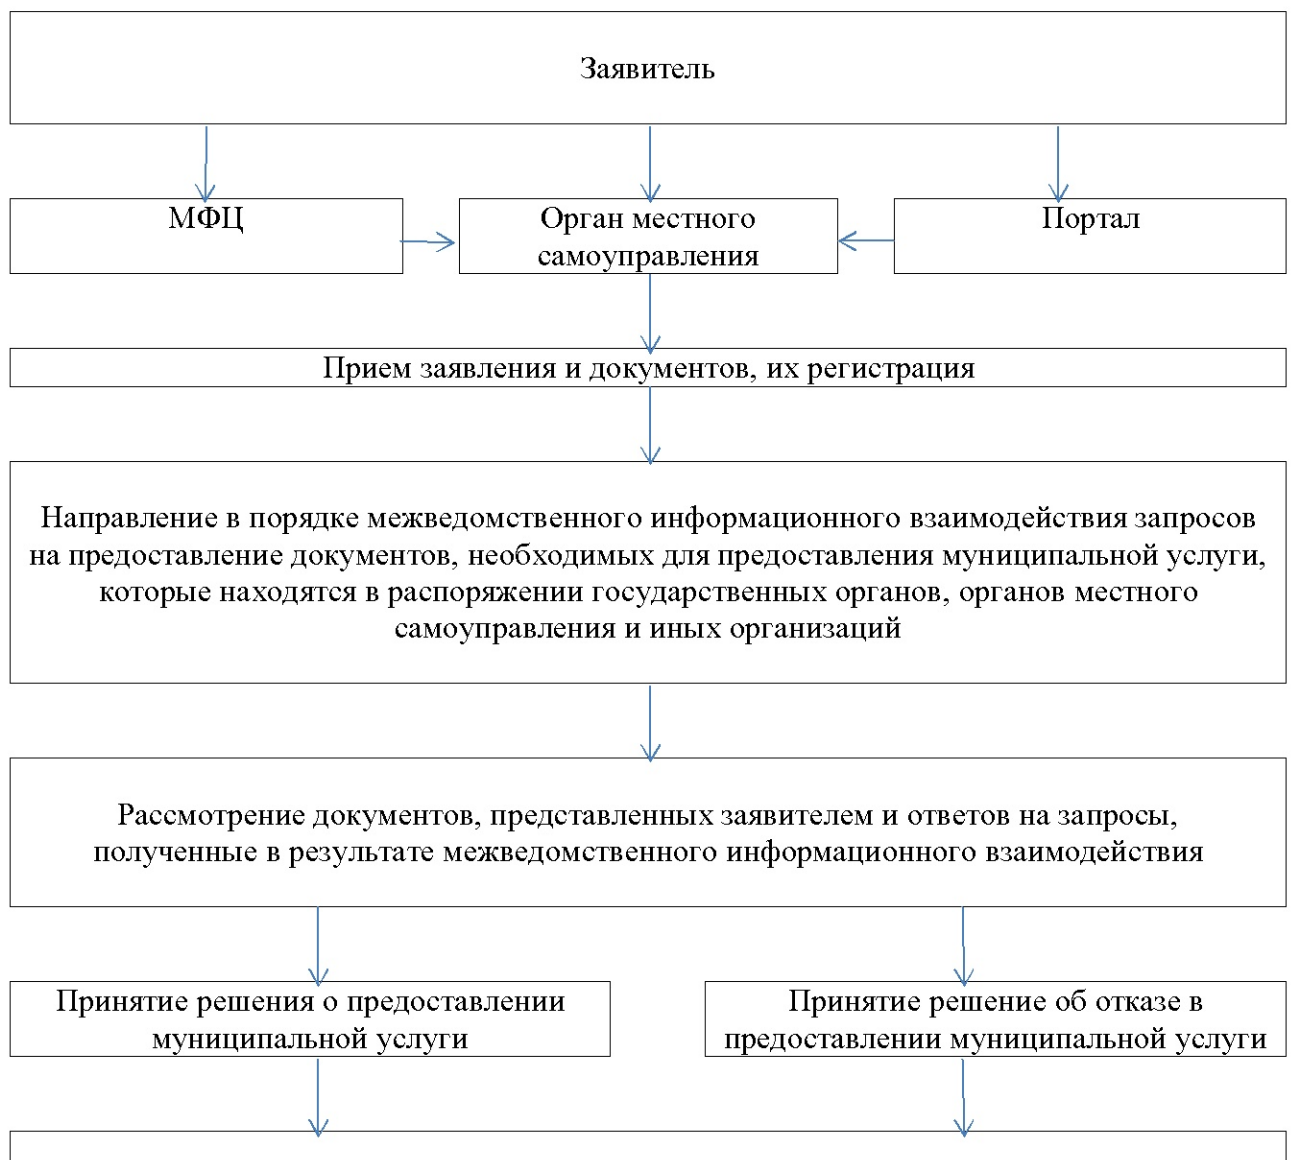 Заявитель
МФЦ
Орган местного
самоуправления
Портал
Прием заявления и документов, их регистрация
Направление в порядке межведомственного информационного взаимодействия запросов
на предоставление документов, необходимых для предоставления муниципальной услуги,
которые находятся в распоряжении государственных органов, органов местного
самоуправления и иных организаций
Рассмотрение документов, представленных заявителем и ответов на запросы,
полученные в результате межведомственного информационного взаимодействия
Принятие решения о предоставлении
муниципальной услуги
Принятие решение об отказе в
предоставлении муниципальной услуги